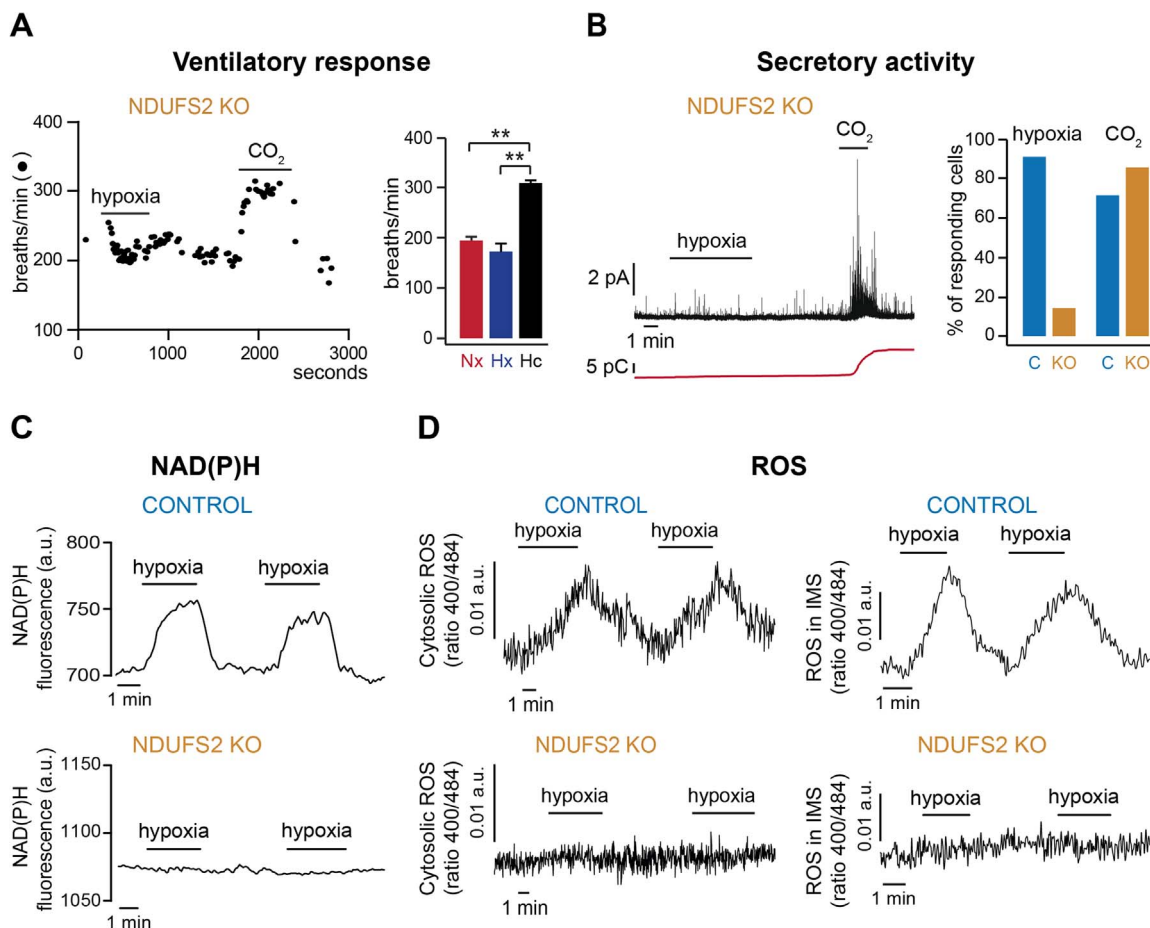 A
Ventilatory response
NDUFS2 KO
breaths/min (●)
400
300
200
100
hypoxia
CO2
0
1000
2000
3000
seconds
breaths/min
400
300
200
100
0
**
**
Nx
Hx
Hc
B
Secretory activity
NDUFS2 KO
CO2
hypoxia
2 pA
1 min
5 pC
% of responding cells
100
80
60
40
20
0
hypoxia
CO2
C
KO
C
KO
C
NAD(P)H
CONTROL
NAD(P)H
fluorescence (a.u.)
800
750
700
hypoxia
hypoxia
1 min
NDUFS2 KO
NAD(P)H
fluorescence (a.u.)
1150
1100
1050
hypoxia
hypoxia
1 min
D
ROS
CONTROL
Cytosolic ROS
(ratio 400/484)
0.01 a.u.
hypoxia
hypoxia
1 min
CONTROL
ROS in IMS
(ratio 400/484)
0.01 a.u.
hypoxia
hypoxia
1 min
NDUFS2 KO
Cytosolic ROS
(ratio 400/484)
0.01 a.u.
hypoxia
hypoxia
1 min
NDUFS2 KO
ROS in IMS
(ratio 400/484)
0.01 a.u.
hypoxia
hypoxia
1 min